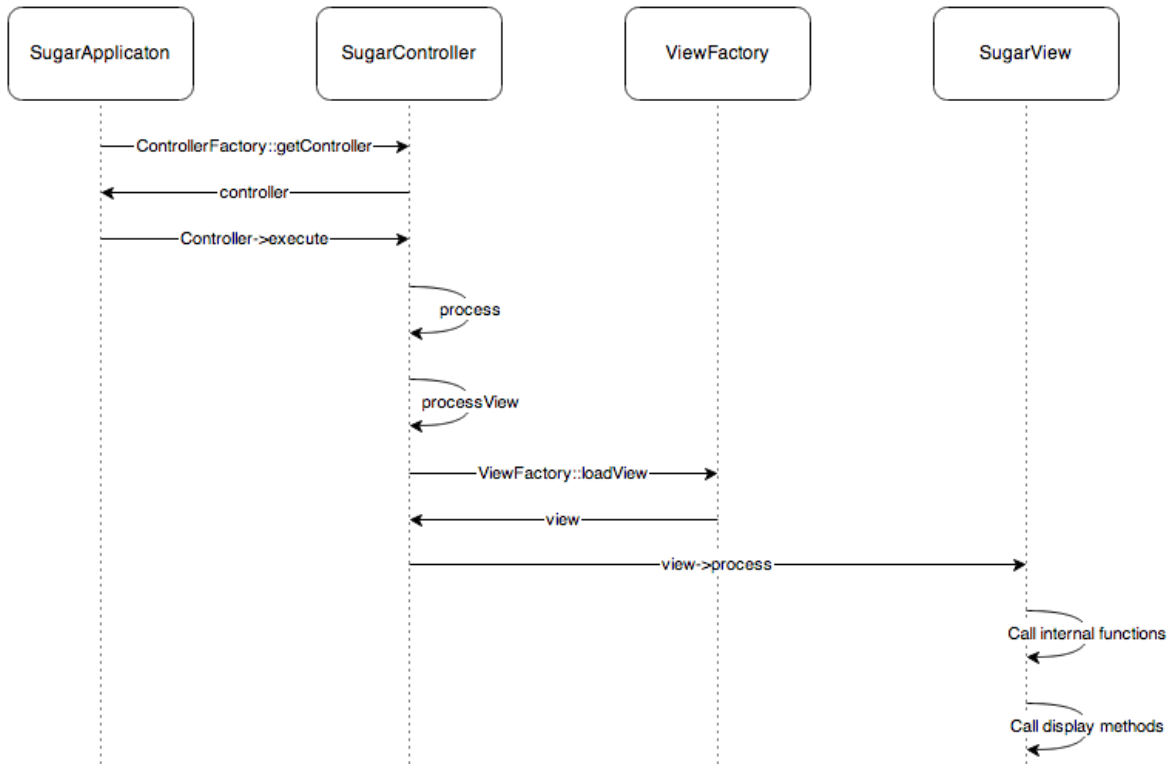 SugarApplicaton
SugarController
ViewFactory
SugarView
ControllerFactory::getController
controller
Controller->execute
process
processView
ViewFactory::loadView
view
view->process
Call internal functions
Call display methods